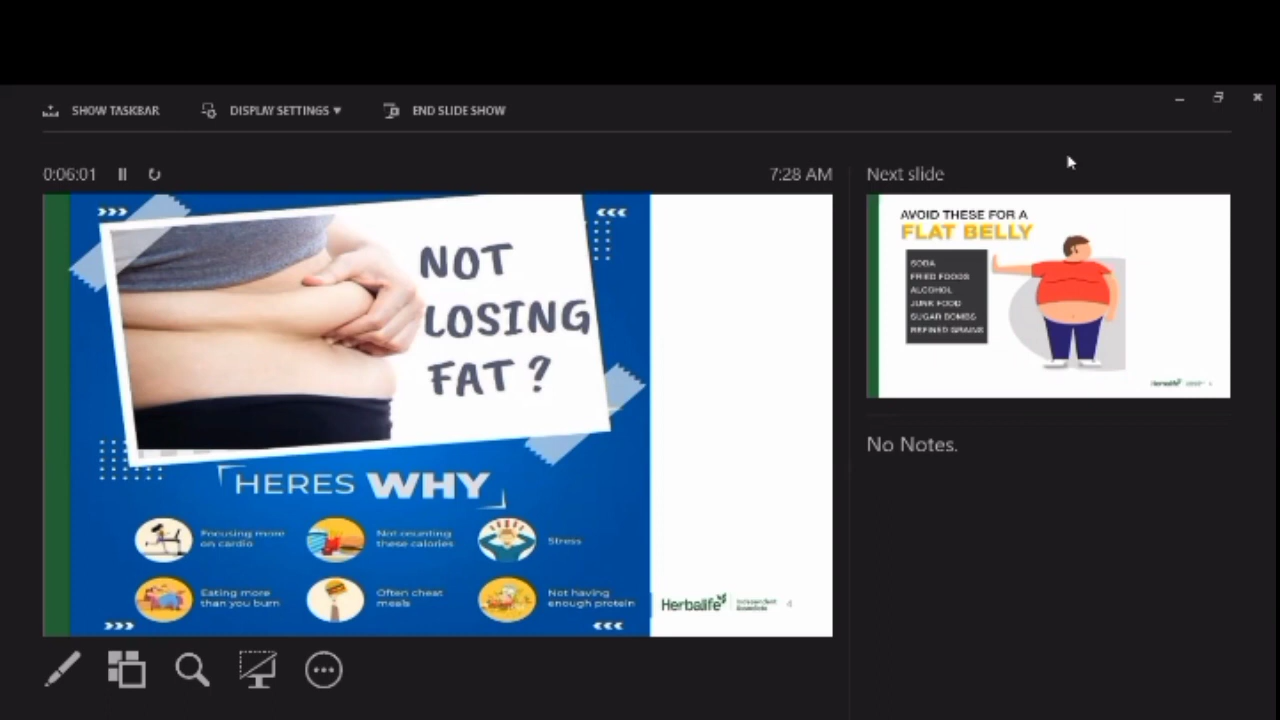 SHOW TASKBAR
DISPLAY SETTINGS ▼
END SLIDE SHOW
0:06:01
7:28 AM
NOT
LOSING
FAT ?
HERES WHY
Focusing more
on cardio
Not counting
these calories
Stress
Eating more
than you burn
Often cheat
meals
Not having
enough protein
Herbalife
Independent
4
Next slide
AVOID THESE FOR A
FLAT BELLY
SODA
FRIED FOODS
ALCOHOL
JUNK FOOD
SUGAR BOMBS
REFINED GRAINS
Herbalife
No Notes.